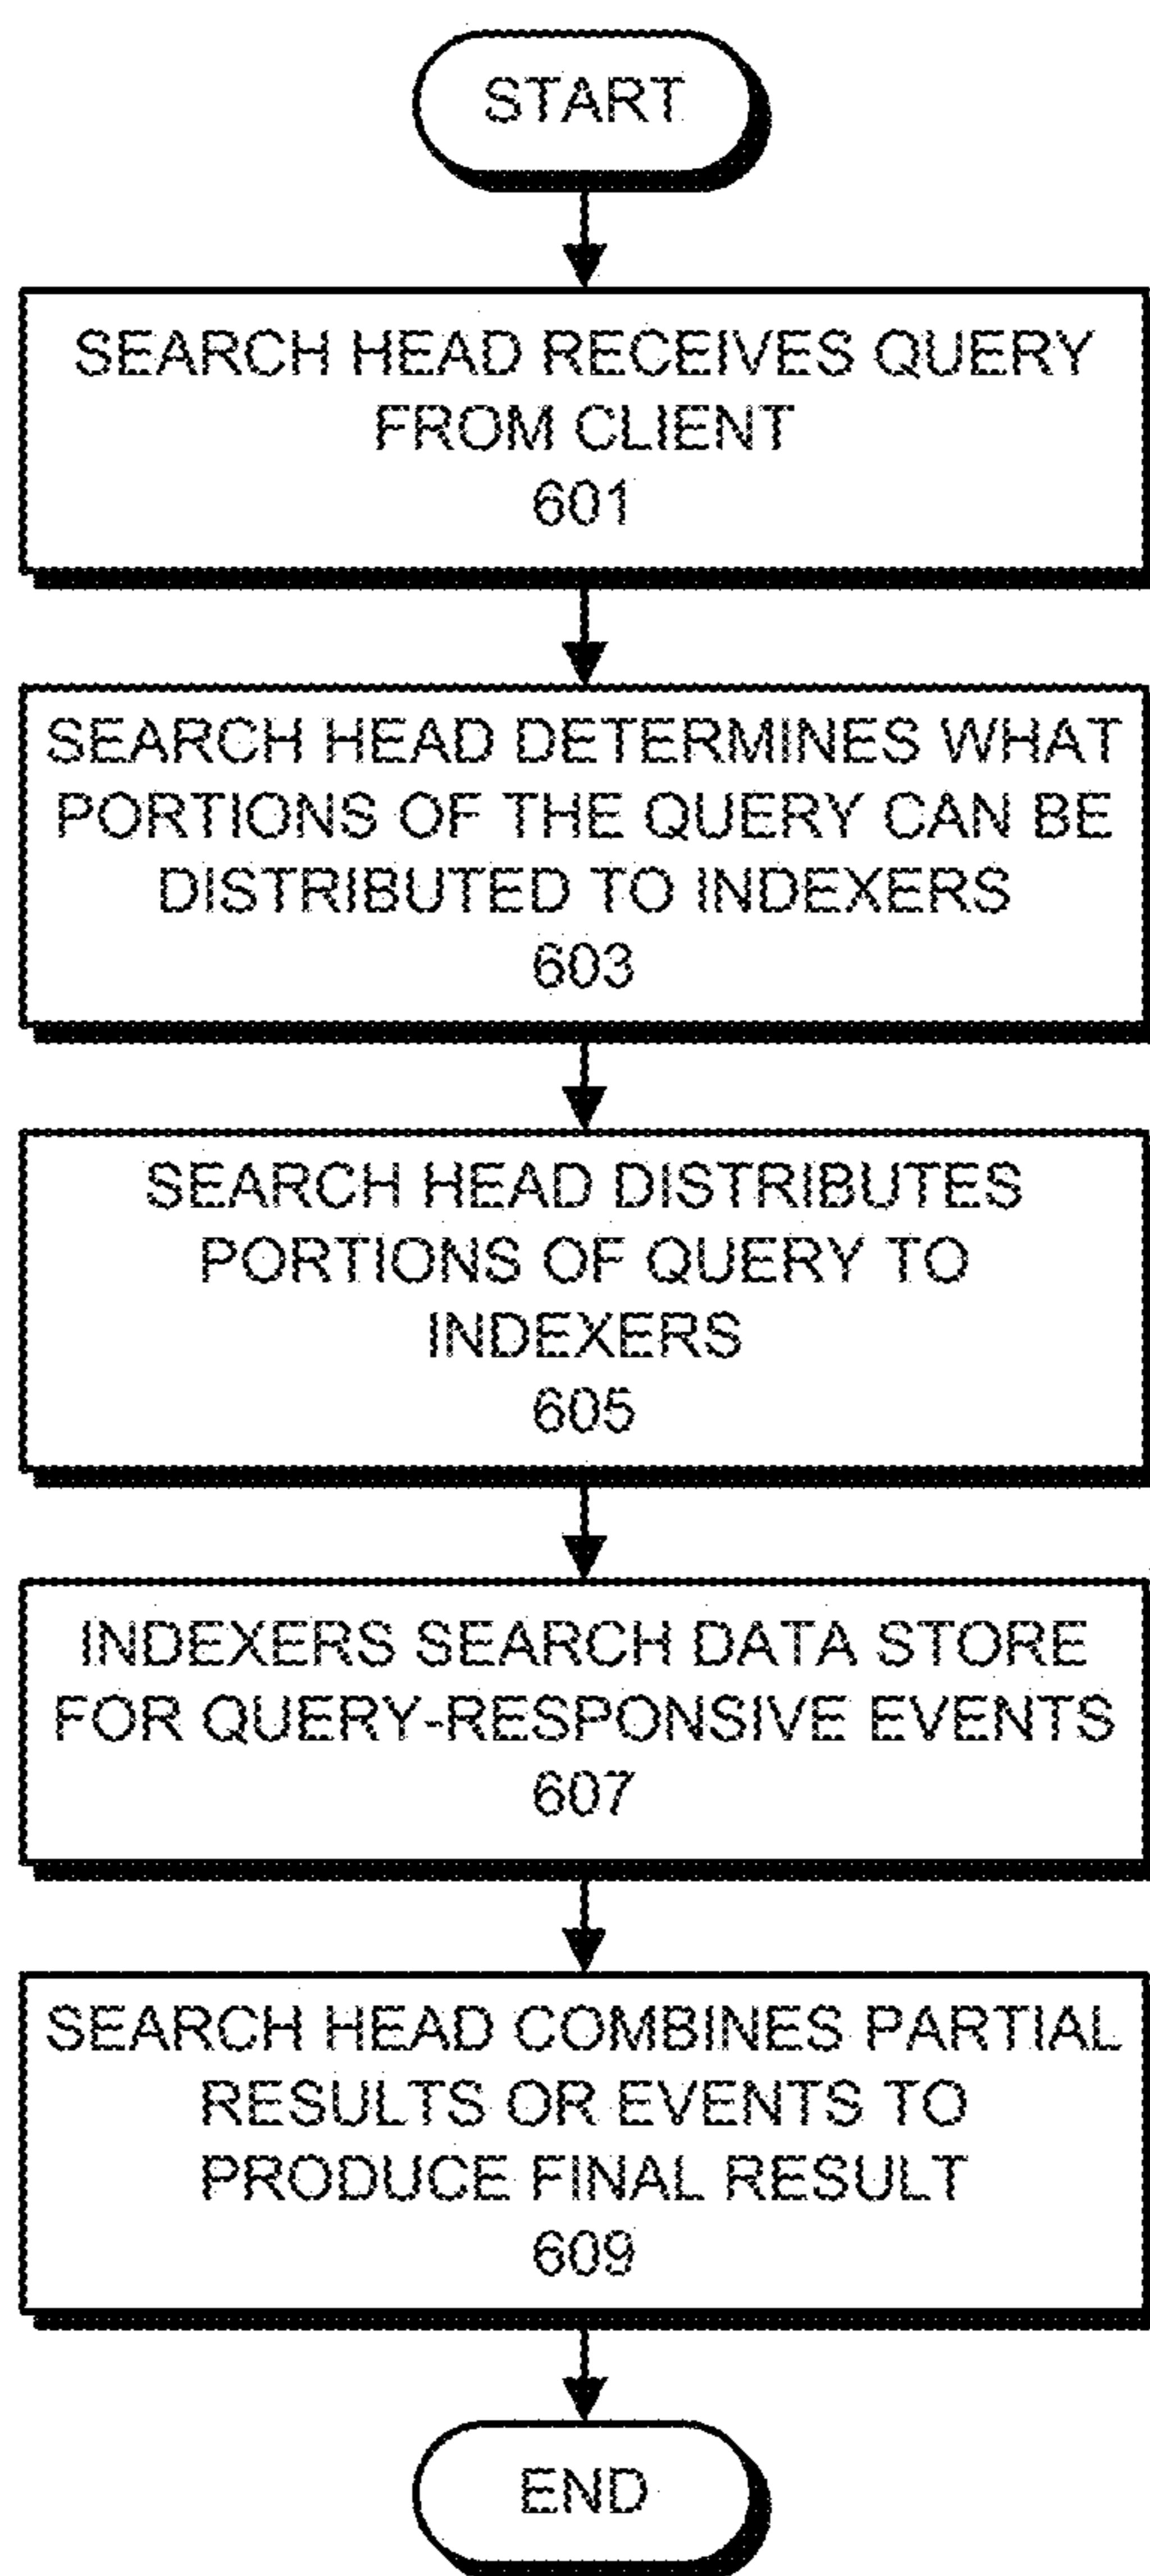 START
SEARCH HEAD RECEIVES QUERY
FROM CLIENT
601
SEARCH HEAD DETERMINES WHAT
PORTIONS OF THE QUERY CAN BE
DISTRIBUTED TO INDEXERS
603
SEARCH HEAD DISTRIBUTES
PORTIONS OF QUERY TO
INDEXERS
605
INDEXERS SEARCH DATA STORE
FOR QUERY-RESPONSIVE EVENTS
607
SEARCH HEAD COMBINES PARTIAL
RESULTS OR EVENTS TO
PRODUCE FINAL RESULT
609
END